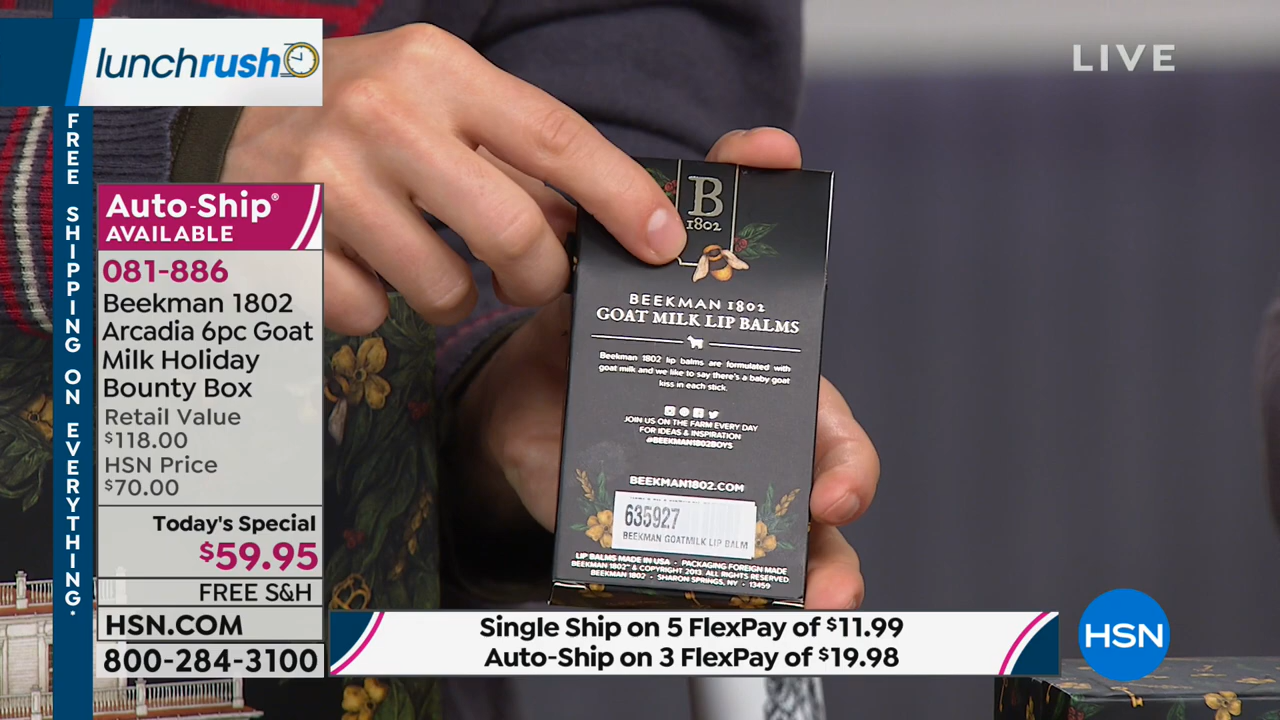 lunchrush
LIVE
FREE SHIPPING ON EVERYTHING.
Auto-Ship®
AVAILABLE
081-886
Beekman 1802
Arcadia 6pc Goat
Milk Holiday
Bounty Box
Retail Value
$118.00
HSN Price
$70.00
Today's Special
$59.95
FREE S&H
HSN.COM
800-284-3100
B
1802
BEEKMAN 1802
GOAT MILK LIP BALMS
Beekman 1802 lip balms are formulated with
goat milk and we like to say there's a baby goat
kiss in each stick.
JOIN US ON THE FARM EVERY DAY
FOR IDEAS & INSPIRATION
#BEEKMAN1802BOYS
BEEKMAN1802.COM
635927
BEEKMAN GOATMILK LIP BALM
LIP BALMS MADE IN USA • PACKAGING FOREIGN MADE
BEEKMAN 1802™ & COPYRIGHT 2013. ALL RIGHTS RESERVED
BEEKMAN 1802 • SHARON SPRINGS, NY • 13459
Single Ship on 5 FlexPay of $11.99
Auto-Ship on 3 FlexPay of $19.98
HSN